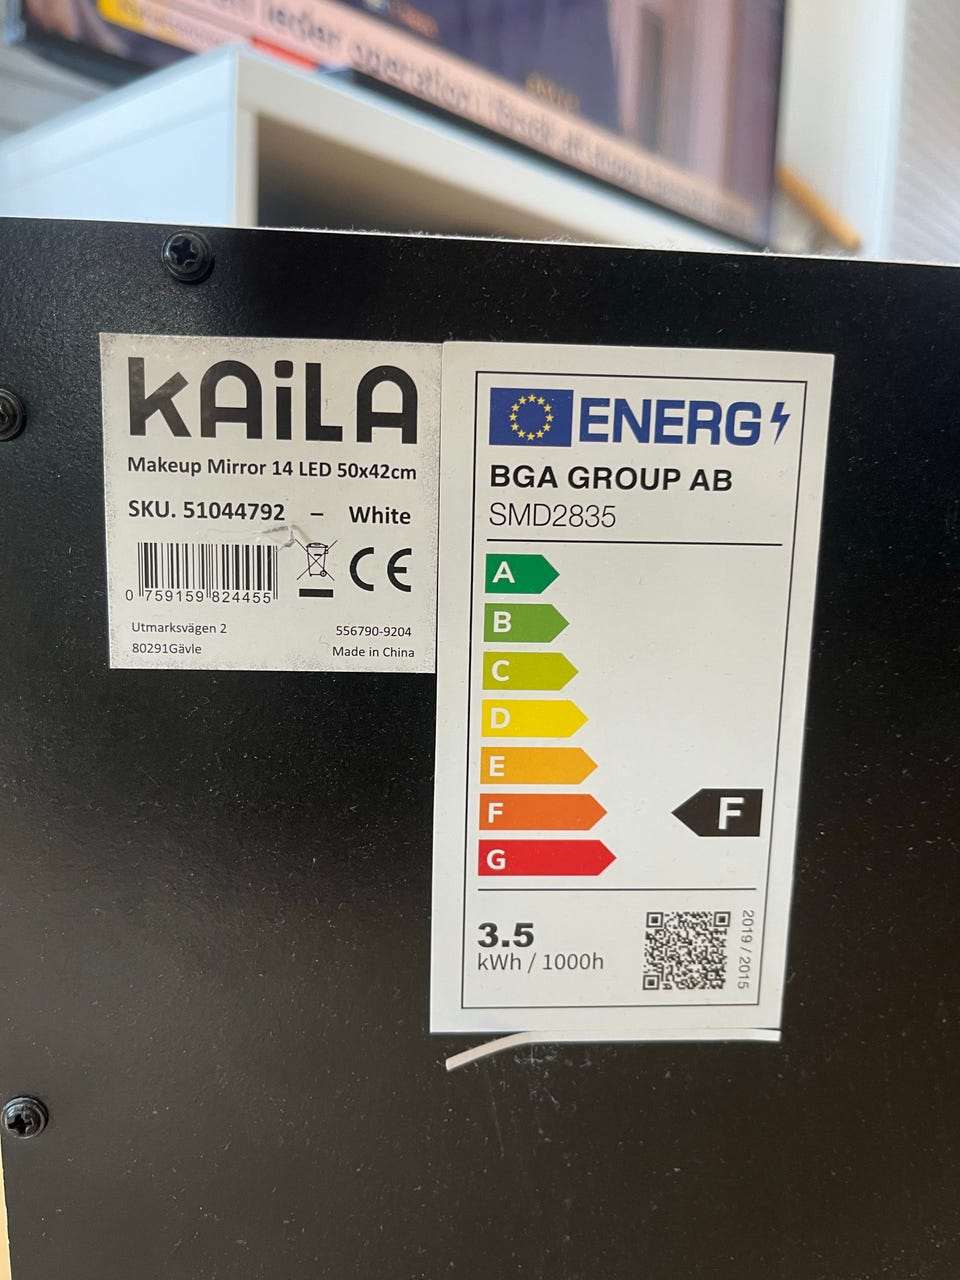 KAiLA
Makeup Mirror 14 LED 50x42cm
SKU. 51044792 – White
0 759159 824455
CE
Utmarksvägen 2
556790-9204
80291Gävle
Made in China
ENERG
BGA GROUP AB
SMD2835
A
B
C
D
E
F
F
G
3.5
kWh / 1000h
2019 / 2015